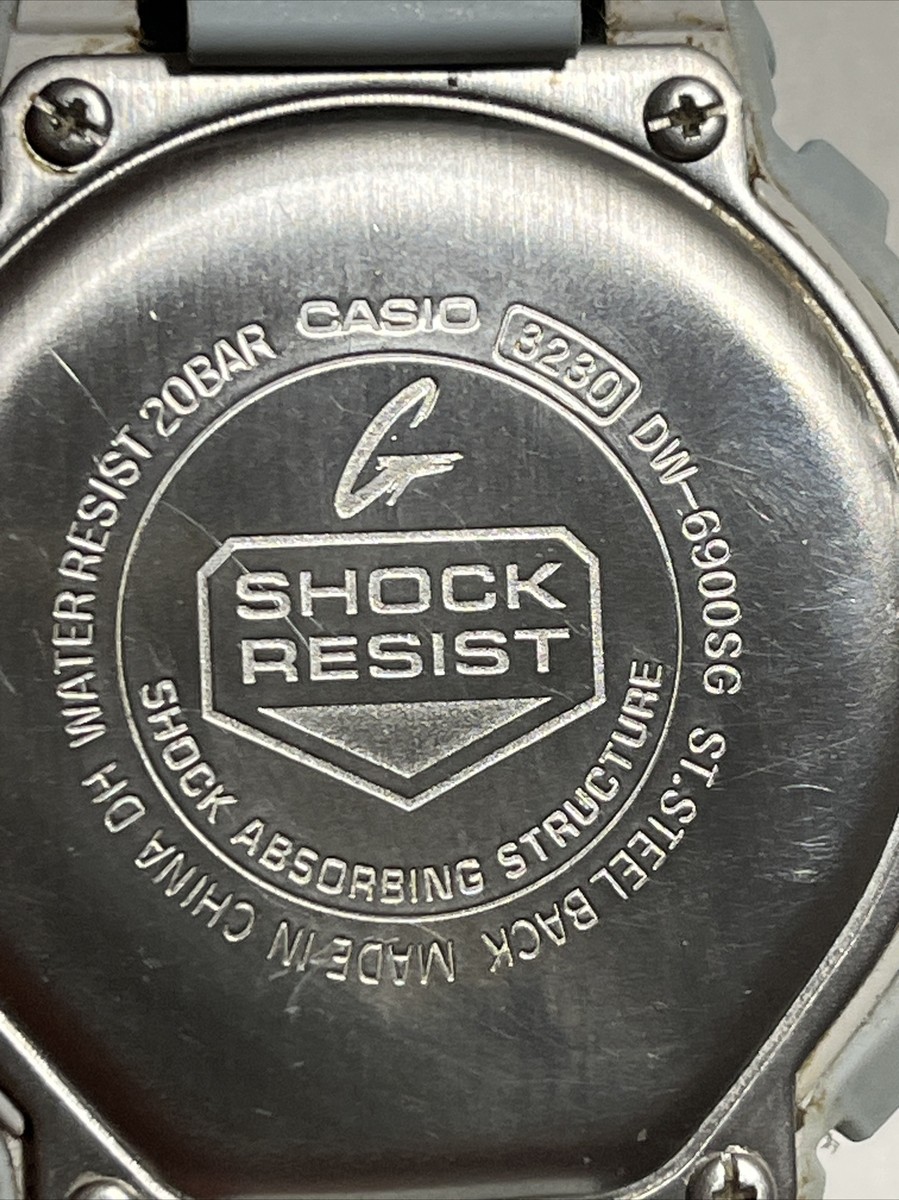 CASIO
3230
DW-6900SG ST.STEEL BACK MADE IN CHINA DH WATER RESIST 20BAR
G
SHOCK
RESIST
SHOCK ABSORBING STRUCTURE